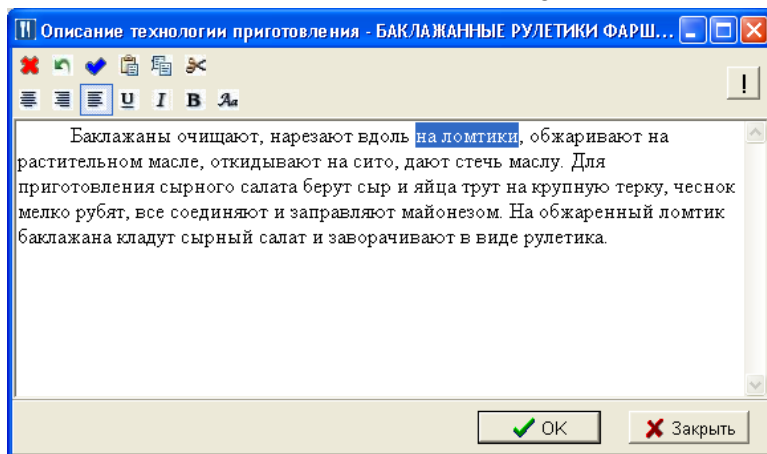 Описание технологии приготовления - БАКЛАЖАННЫЕ РУЛЕТИКИ ФАРШ...
U I B Aa
!
Баклажаны очищают, нарезают вдоль на ломтики, обжаривают на
растительном масле, откидывают на сито, дают стечь маслу. Для
приготовления сырного салата берут сыр и яйца трут на крупную терку, чеснок
мелко рубят, все соединяют и заправляют майонезом. На обжаренный ломтик
баклажана кладут сырный салат и заворачивают в виде рулетика.
OK
Закрыть